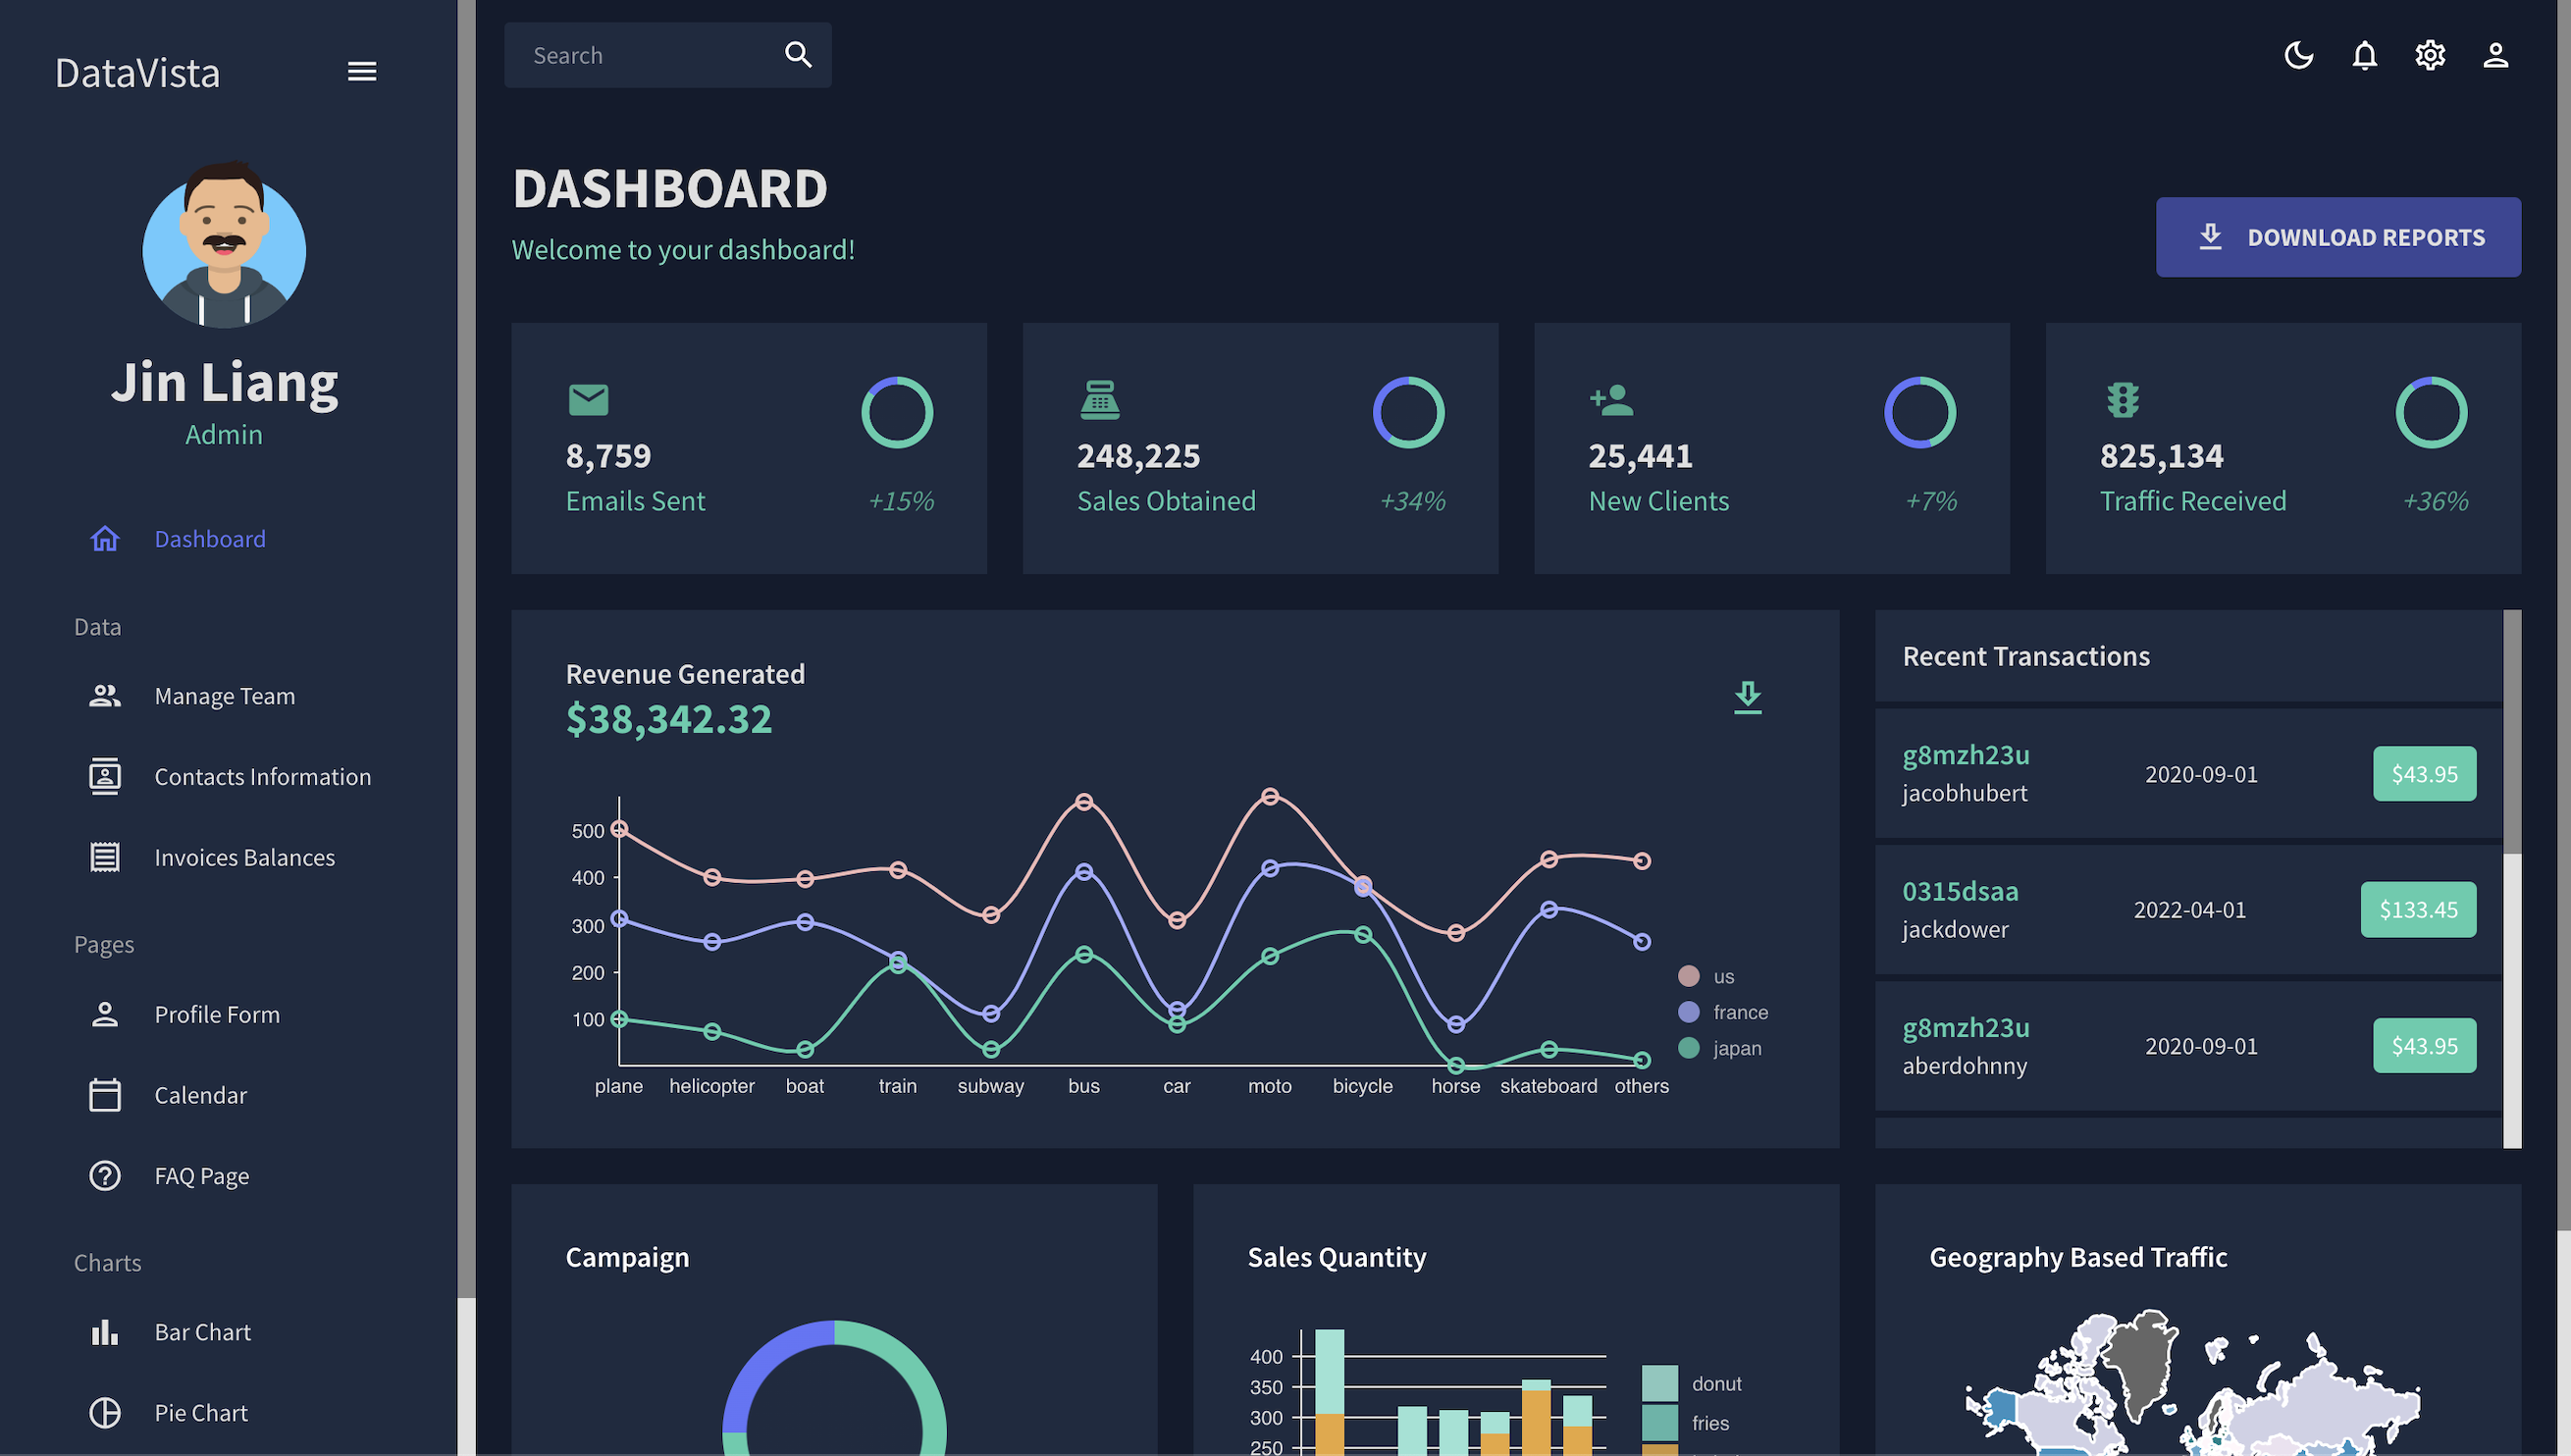 DataVista
Jin Liang
Admin
Dashboard
Data
Manage Team
Contacts Information
Invoices Balances
Pages
Profile Form
Calendar
FAQ Page
Charts
Bar Chart
Pie Chart
Search
DASHBOARD
Welcome to your dashboard!
DOWNLOAD REPORTS
8,759
Emails Sent
+15%
248,225
Sales Obtained
+34%
25,441
New Clients
+7%
825,134
Traffic Received
+36%
Revenue Generated
$38,342.32
500
400
300
200
100
plane helicopter boat train subway bus car moto bicycle horse skateboard others
us
france
japan
Recent Transactions
g8mzh23u
jacobhubert
2020-09-01
$43.95
0315dsaa
jackdower
2022-04-01
$133.45
g8mzh23u
aberdohnny
2020-09-01
$43.95
Campaign
Sales Quantity
400
350
300
250
donut
fries
Geography Based Traffic